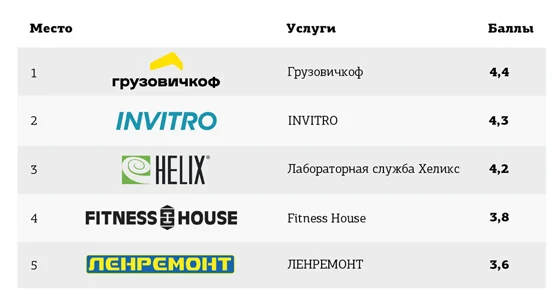 Место Услуги Баллы
1 грузовичкоф Грузовичкоф 4,4
2 INVITRO INVITRO 4,3
3 HELIX® Лабораторная служба Хеликс 4,2
4 FITNESS HOUSE Fitness House 3,8
5 ЛЕНРЕМОНТ ЛЕНРЕМОНТ 3,6